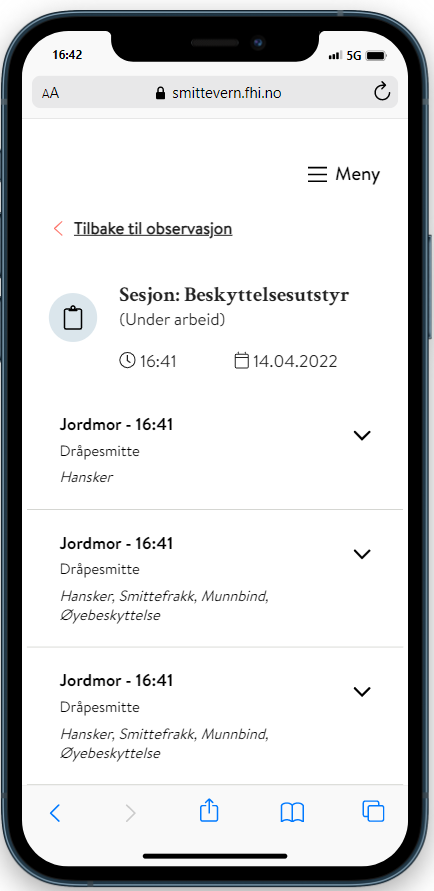 16:42
5G
AA
smittevern.fhi.no
Meny
Tilbake til observasjon
Sesjon: Beskyttelsesutstyr
(Under arbeid)
16:41 14.04.2022
Jordmor - 16:41
Dråpesmitte
Hansker
Jordmor - 16:41
Dråpesmitte
Hansker, Smittefrakk, Munnbind,
Øyebeskyttelse
Jordmor - 16:41
Dråpesmitte
Hansker, Smittefrakk, Munnbind,
Øyebeskyttelse